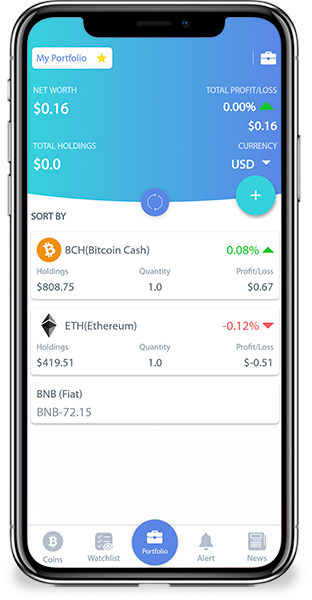 My Portfolio
NET WORTH TOTAL PROFIT/LOSS
$0.16 0.00%
$0.16
TOTAL HOLDINGS CURRENCY
$0.0 USD
+
SORT BY
BCH(Bitcoin Cash) 0.08%
Holdings Quantity Profit/Loss
$808.75 1.0 $0.67
ETH(Ethereum) -0.12%
Holdings Quantity Profit/Loss
$419.51 1.0 $-0.51
BNB (Fiat)
BNB-72.15
Coins Watchlist Portfolio Alert News